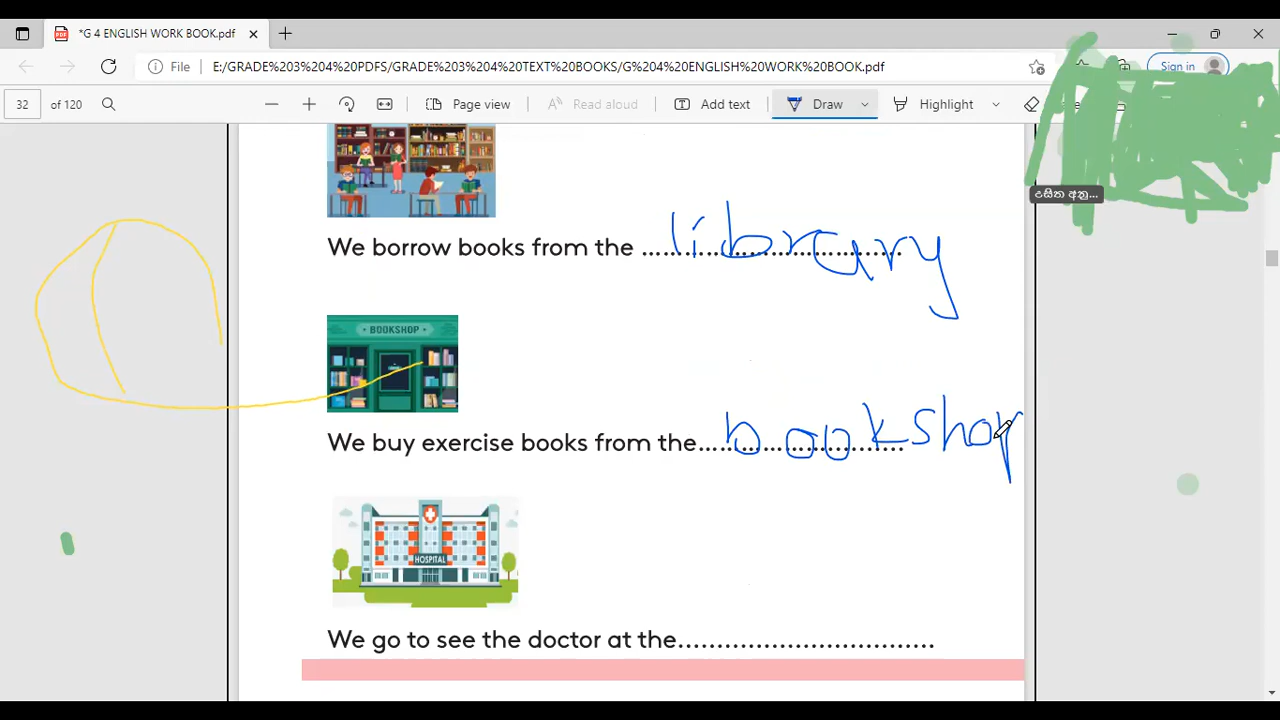 *G 4 ENGLISH WORK BOOK.pdf
File E:/GRADE%203%204%20PDFS/GRADE%203%204%20TEXT%20BOOKS/G%204%20ENGLISH%20WORK%20BOOK.pdf Sign in
32 of 120 Page view Read aloud Add text Draw Highlight
උසිත අනු...
We borrow books from the .................................. library
BOOKSHOP
We buy exercise books from the........................... bookshop
HOSPITAL
We go to see the doctor at the.................................